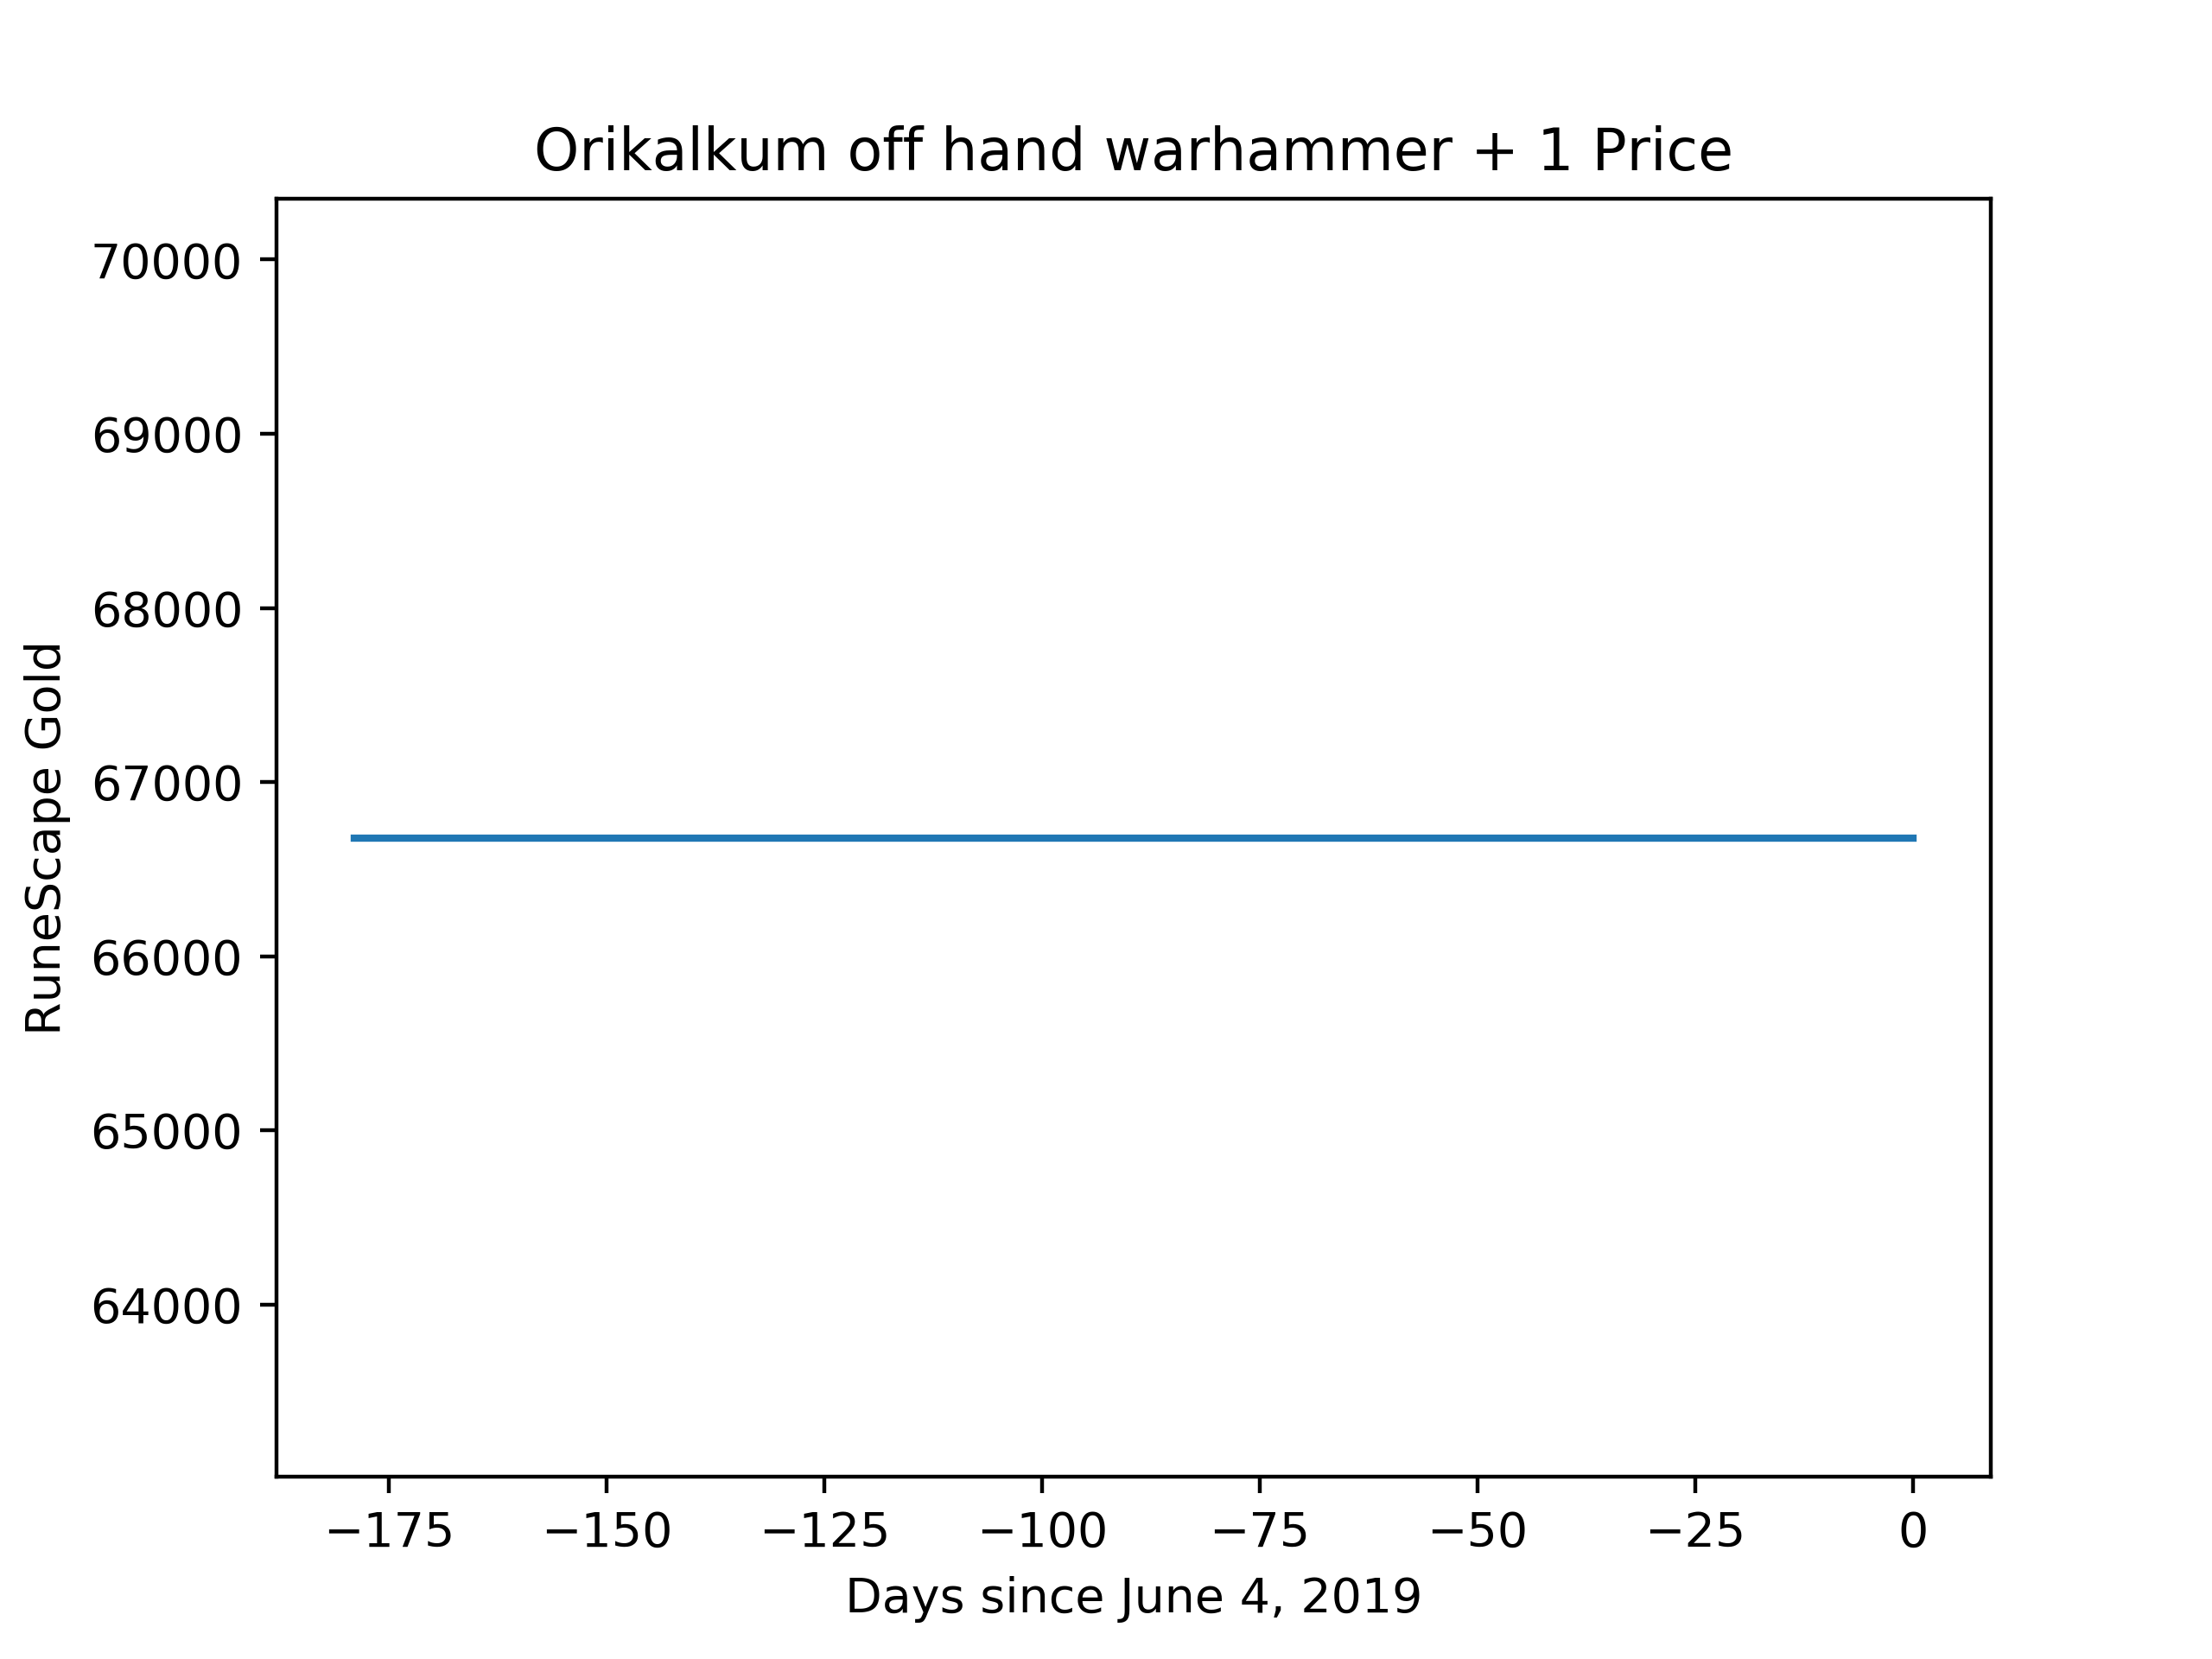 Orikalkum off hand warhammer + 1 Price
RuneScape Gold
70000
69000
68000
67000
66000
65000
64000
−175 −150 −125 −100 −75 −50 −25 0
Days since June 4, 2019